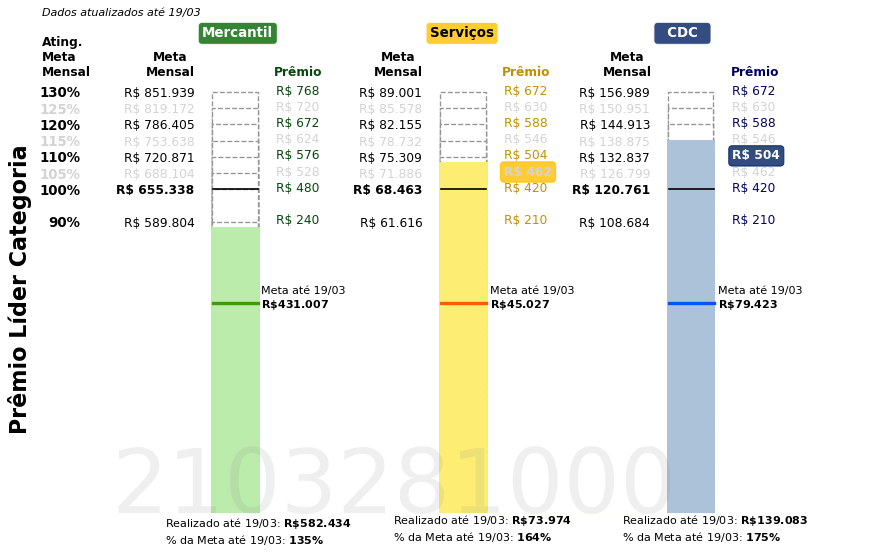 Dados atualizados até 19/03
Mercantil Serviços CDC
Ating. Meta Mensal
Meta Mensal Prêmio Meta Mensal Prêmio Meta Mensal Prêmio
130% R$ 851.939 R$ 768 R$ 89.001 R$ 672 R$ 156.989 R$ 672
125% R$ 819.172 R$ 720 R$ 85.578 R$ 630 R$ 150.951 R$ 630
120% R$ 786.405 R$ 672 R$ 82.155 R$ 588 R$ 144.913 R$ 588
115% R$ 753.638 R$ 624 R$ 78.732 R$ 546 R$ 138.875 R$ 546
110% R$ 720.871 R$ 576 R$ 75.309 R$ 504 R$ 132.837 R$ 504
105% R$ 688.104 R$ 528 R$ 71.886 R$ 462 R$ 126.799 R$ 462
100% R$ 655.338 R$ 480 R$ 68.463 R$ 420 R$ 120.761 R$ 420
90% R$ 589.804 R$ 240 R$ 61.616 R$ 210 R$ 108.684 R$ 210
Prêmio Líder Categoria
Meta até 19/03 Meta até 19/03 Meta até 19/03
R$431.007 R$45.027 R$79.423
2103281000
Realizado até 19/03: R$582.434 Realizado até 19/03: R$73.974 Realizado até 19/03: R$139.083
% da Meta até 19/03: 135% % da Meta até 19/03: 164% % da Meta até 19/03: 175%